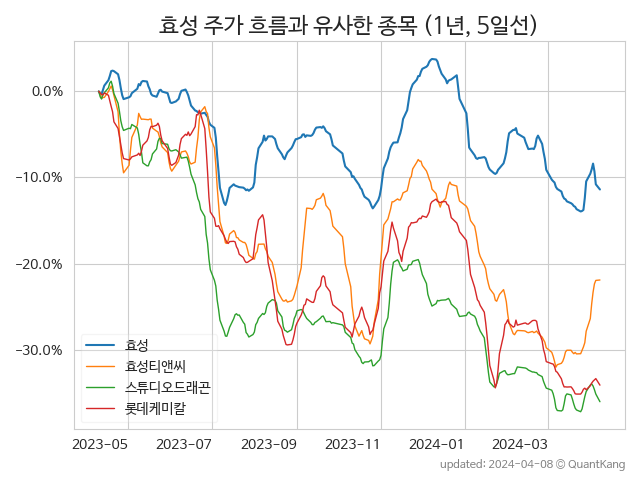 효성 주가 흐름과 유사한 종목 (1년, 5일선)
0.0%
−10.0%
−20.0%
−30.0%
효성
효성티앤씨
스튜디오드래곤
롯데케미칼
2023-05 2023-07 2023-09 2023-11 2024-01 2024-03
updated: 2024-04-08 © QuantKang